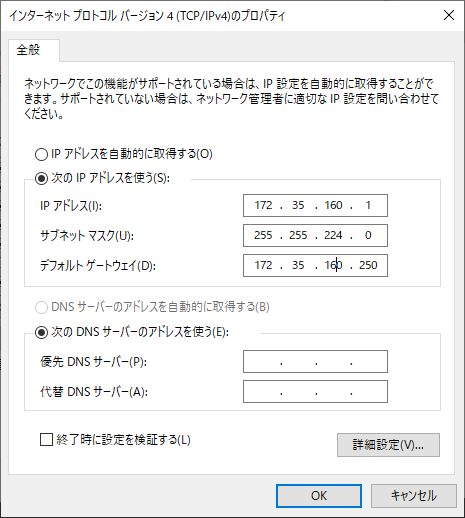 インターネット プロトコル バージョン 4 (TCP/IPv4)のプロパティ
全般
ネットワークでこの機能がサポートされている場合は、IP 設定を自動的に取得することがで
きます。サポートされていない場合は、ネットワーク管理者に適切な IP 設定を問い合わせて
ください。
IP アドレスを自動的に取得する(O)
次の IP アドレスを使う(S):
IP アドレス(I): 172 . 35 . 160 . 1
サブネット マスク(U): 255 . 255 . 224 . 0
デフォルト ゲートウェイ(D): 172 . 35 . 160 . 250
DNS サーバーのアドレスを自動的に取得する(B)
次の DNS サーバーのアドレスを使う(E):
優先 DNS サーバー(P): . . .
代替 DNS サーバー(A): . . .
終了時に設定を検証する(L)
詳細設定(V)...
OK
キャンセル